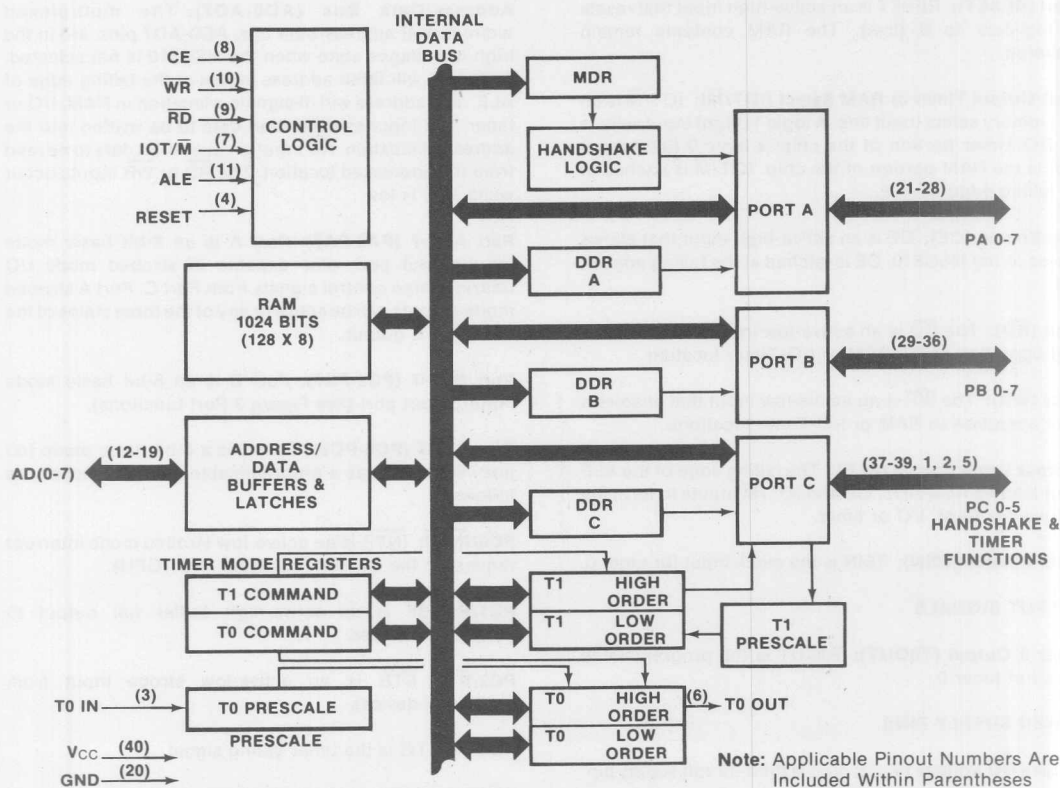 INTERNAL
DATA
BUS
CE (8)
W̅R̅ (10)
R̅D̅ (9)
IOT/M̅ (7)
ALE (11)
RESET (4)
CONTROL
LOGIC
MDR
HANDSHAKE
LOGIC
PORT A
(21-28)
PA 0-7
DDR
A
RAM
1024 BITS
(128 X 8)
PORT B
(29-36)
PB 0-7
DDR
B
AD(0-7)
(12-19)
ADDRESS/
DATA
BUFFERS &
LATCHES
PORT C
(37-39, 1, 2, 5)
PC 0-5
HANDSHAKE &
TIMER
FUNCTIONS
DDR
C
TIMER MODE REGISTERS
T1 COMMAND
T0 COMMAND
T1 HIGH
ORDER
T1 LOW
ORDER
T1
PRESCALE
T0 IN (3)
T0 PRESCALE
PRESCALE
T0 HIGH
ORDER
T0 LOW
ORDER
(6)
T0 OUT
VCC (40)
GND (20)
Note: Applicable Pinout Numbers Are
Included Within Parentheses